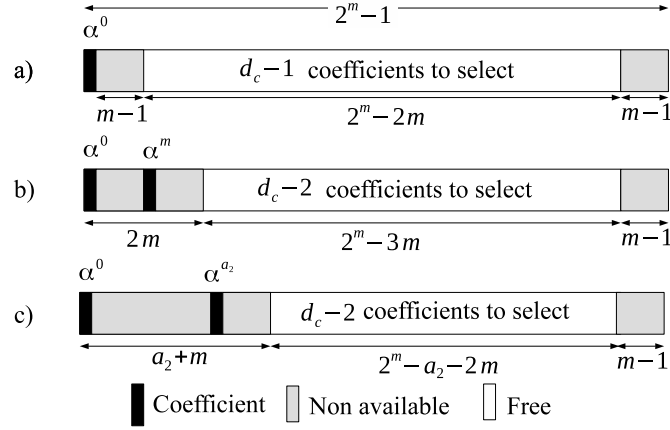 2^m−1
α^0
a) d_c−1 coefficients to select
m−1 2^m−2m m−1
α^0 α^m
b) d_c−2 coefficients to select
2m 2^m−3m m−1
α^0 α^{a_2}
c) d_c−2 coefficients to select
a_2+m 2^m−a_2−2m m−1
Coefficient Non available Free